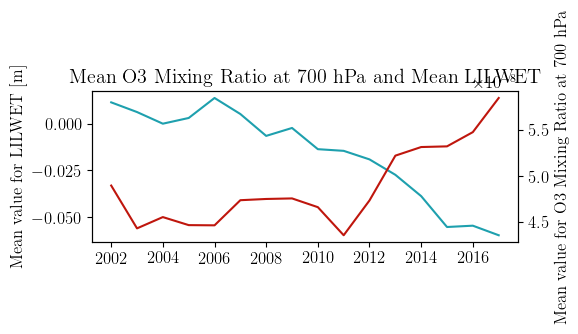 Mean O3 Mixing Ratio at 700 hPa and Mean LILWET
Mean value for LILWET [m]
0.000
−0.025
−0.050
5.5
5.0
4.5
Mean value for O3 Mixing Ratio at 700 hPa
2002 2004 2006 2008 2010 2012 2014 2016